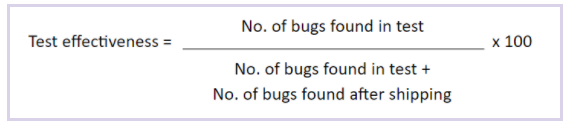 No. of bugs found in test
Test effectiveness =
x 100
No. of bugs found in test +
No. of bugs found after shipping